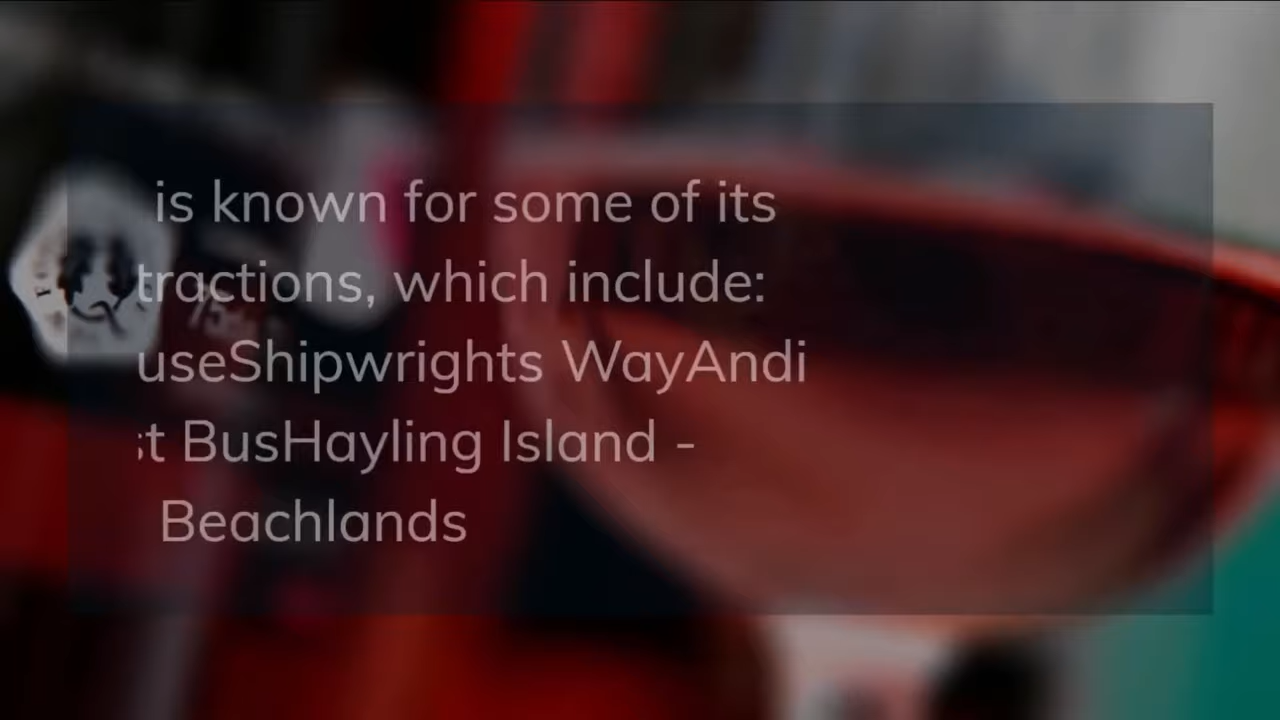 is known for some of its
tractions, which include:
useShipwrights WayAndi
t BusHayling Island -
Beachlands